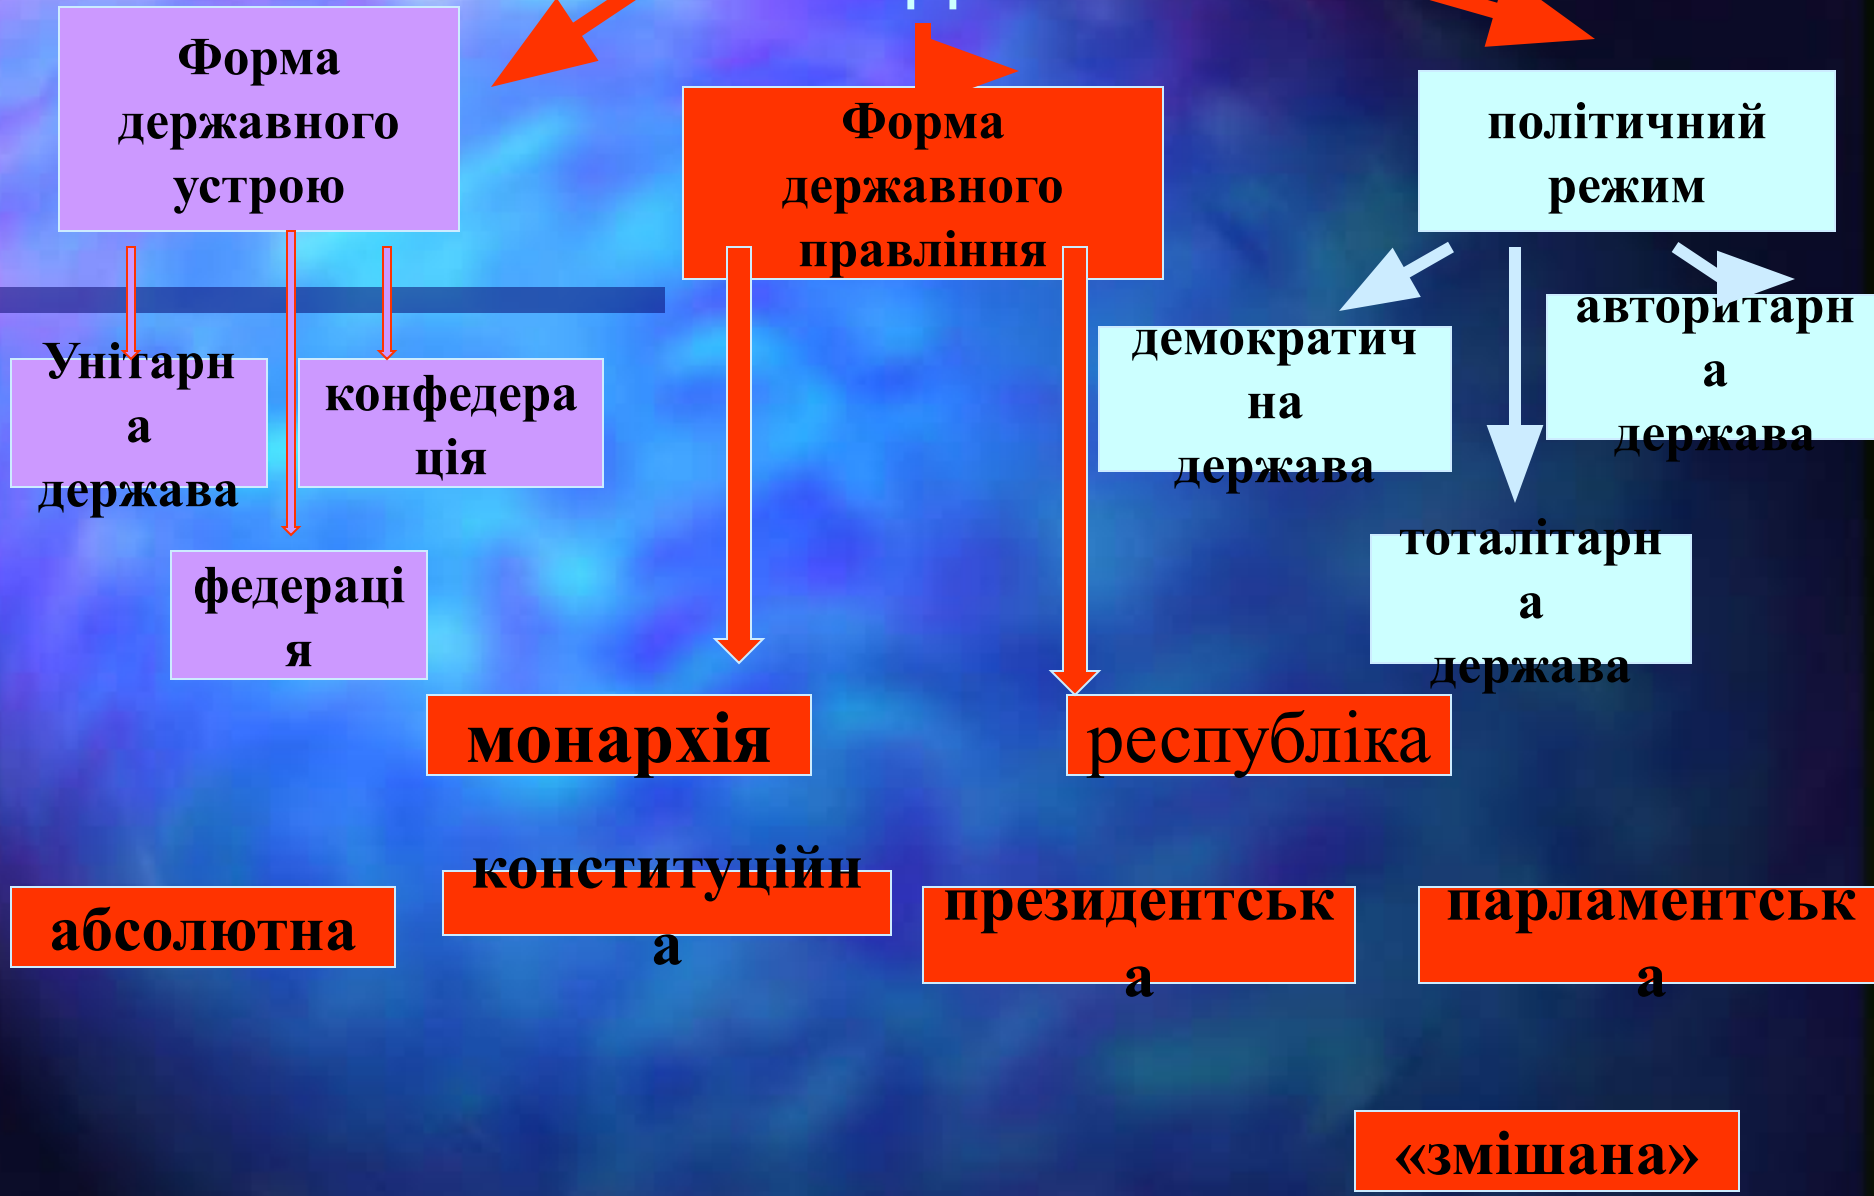 Форма
державного
устрою
Форма
державного
правління
політичний
режим
Унітарн
а
держава
конфедера
ція
федераці
я
демократич
на
держава
авторитарн
а
держава
тоталітарн
а
держава
монархія
республіка
абсолютна
конституційн
а
президентськ
а
парламентськ
а
«змішана»